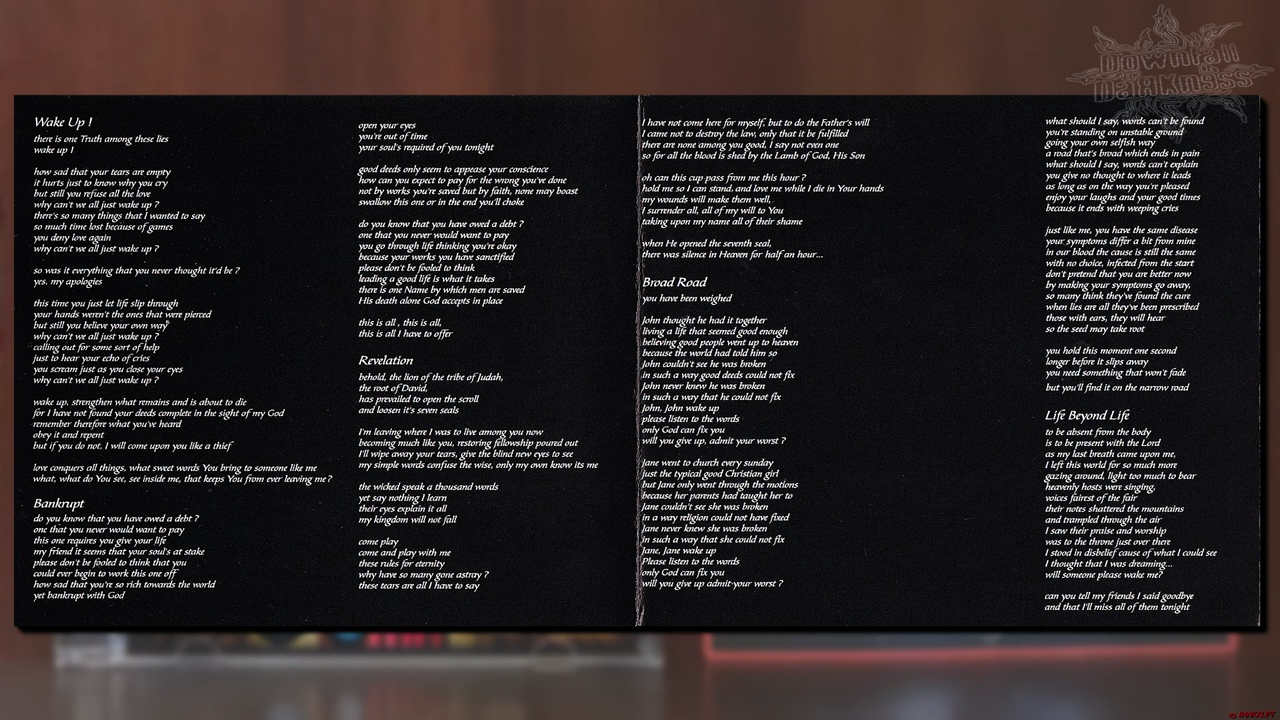 Wake Up !
there is one Truth among these lies
wake up !
how sad that your tears are empty
it hurts just to know why you cry
but still you refuse all the love
why can't we all just wake up ?
there's so many things that I wanted to say
so much time lost because of games
you deny love again
why can't we all just wake up ?
so was it everything that you never thought it'd be ?
yes, my apologies
this time you just let life slip through
your hands weren't the ones that were pierced
but still you believe your own way
why can't we all just wake up ?
calling out for some sort of help
just to hear your echo of cries
you scream just as you close your eyes
why can't we all just wake up ?
wake up, strengthen what remains and is about to die
for I have not found your deeds complete in the sight of my God
remember therefore what you've heard
obey it and repent
but if you do not, I will come upon you like a thief
love conquers all things, what sweet words You bring to someone like me
what, what do You see, see inside me, that keeps You from ever leaving me ?
Bankrupt
do you know that you have owed a debt ?
one that you never would want to pay
this one requires you give your life
my friend it seems that your soul's at stake
please don't be fooled to think that you
could ever begin to work this one off
how sad that you're so rich towards the world
yet bankrupt with God
open your eyes
you're out of time
your soul's required of you tonight
good deeds only seem to appease your conscience
how can you expect to pay for the wrong you've done
not by works you're saved but by faith, none may boast
swallow this one or in the end you'll choke
do you know that you have owed a debt ?
one that you never would want to pay
you go through life thinking you're okay
because your works you have sanctified
please don't be fooled to think
leading a good life is what it takes
there is one Name by which men are saved
His death alone God accepts in place
this is all , this is all,
this is all I have to offer
Revelation
behold, the lion of the tribe of Judah,
the root of David,
has prevailed to open the scroll
and loosen it's seven seals
I'm leaving where I was to live among you now
becoming much like you, restoring fellowship poured out
I'll wipe away your tears, give the blind new eyes to see
my simple words confuse the wise, only my own know its me
the wicked speak a thousand words
yet say nothing I learn
their eyes explain it all
my kingdom will not fall
come play
come and play with me
these rules for eternity
why have so many gone astray ?
these tears are all I have to say
I have not come here for myself, but to do the Father's will
I came not to destroy the law, only that it be fulfilled
there are none among you good, I say not even one
so for all the blood is shed by the Lamb of God, His Son
oh can this cup pass from me this hour ?
hold me so I can stand, and love me while I die in Your hands
my wounds will make them well,
I surrender all, all of my will to You
taking upon my name all of their shame
when He opened the seventh seal,
there was silence in Heaven for half an hour...
Broad Road
you have been weighed
John thought he had it together
living a life that seemed good enough
believing good people went up to heaven
because the world had told him so
John couldn't see he was broken
in such a way good deeds could not fix
John never knew he was broken
in such a way that he could not fix
John, John wake up
please listen to the words
only God can fix you
will you give up, admit your worst ?
Jane went to church every sunday
just the typical good Christian girl
but Jane only went through the motions
because her parents had taught her to
Jane couldn't see she was broken
in a way religion could not have fixed
Jane never knew she was broken
in such a way that she could not fix
Jane, Jane wake up
Please listen to the words
only God can fix you
will you give up admit your worst ?
what should I say, words can't be found
you're standing on unstable ground
going your own selfish way
a road that's broad which ends in pain
what should I say, words can't explain
you give no thought to where it leads
as long as on the way you're pleased
enjoy your laughs and your good times
because it ends with weeping cries
just like me, you have the same disease
your symptoms differ a bit from mine
in our blood the cause is still the same
with no choice, infected from the start
don't pretend that you are better now
by making your symptoms go away,
so many think they've found the cure
when lies are all they've been prescribed
those with ears, they will hear
so the seed may take root
you hold this moment one second
longer before it slips away
you need something that won't fade
but you'll find it on the narrow road
Life Beyond Life
to be absent from the body
is to be present with the Lord
as my last breath came upon me,
I left this world for so much more
gazing around, light too much to bear
heavenly hosts were singing,
voices fairest of the fair
their notes shattered the mountains
and trampled through the air
I saw their praise and worship
was to the throne just over there
I stood in disbelief cause of what I could see
I thought that I was dreaming...
will someone please wake me?
can you tell my friends I said goodbye
and that I'll miss all of them tonight
Downfall
Darkness
by BANKRUPT